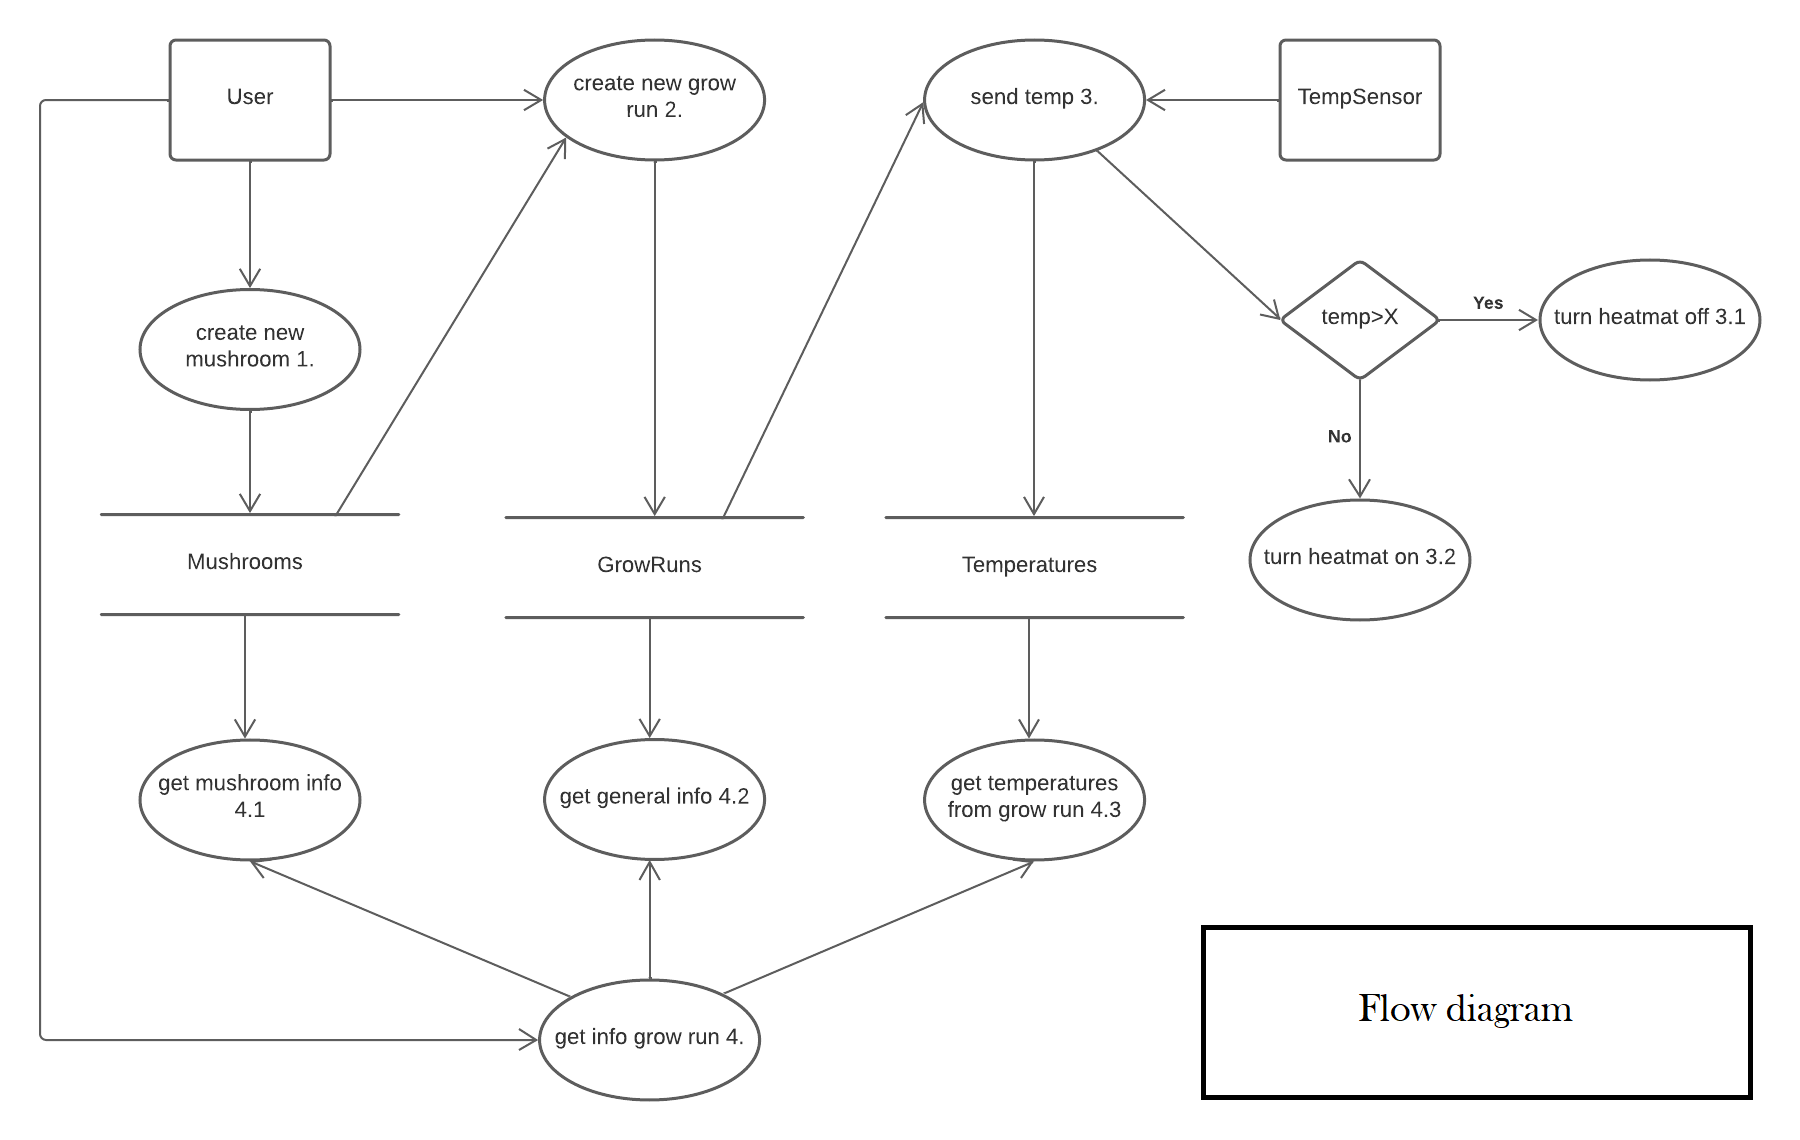 User
create new grow
run 2.
send temp 3.
TempSensor
create new
mushroom 1.
temp>X
Yes
turn heatmat off 3.1
No
Mushrooms
GrowRuns
Temperatures
turn heatmat on 3.2
get mushroom info
4.1
get general info 4.2
get temperatures
from grow run 4.3
get info grow run 4.
Flow diagram